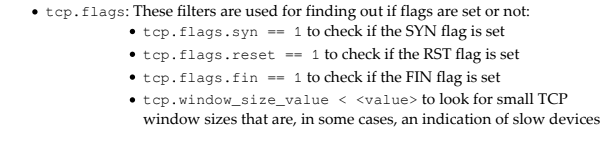 • tcp.flags: These filters are used for finding out if flags are set or not:
• tcp.flags.syn == 1 to check if the SYN flag is set
• tcp.flags.reset == 1 to check if the RST flag is set
• tcp.flags.fin == 1 to check if the FIN flag is set
• tcp.window_size_value < <value> to look for small TCP
window sizes that are, in some cases, an indication of slow devices